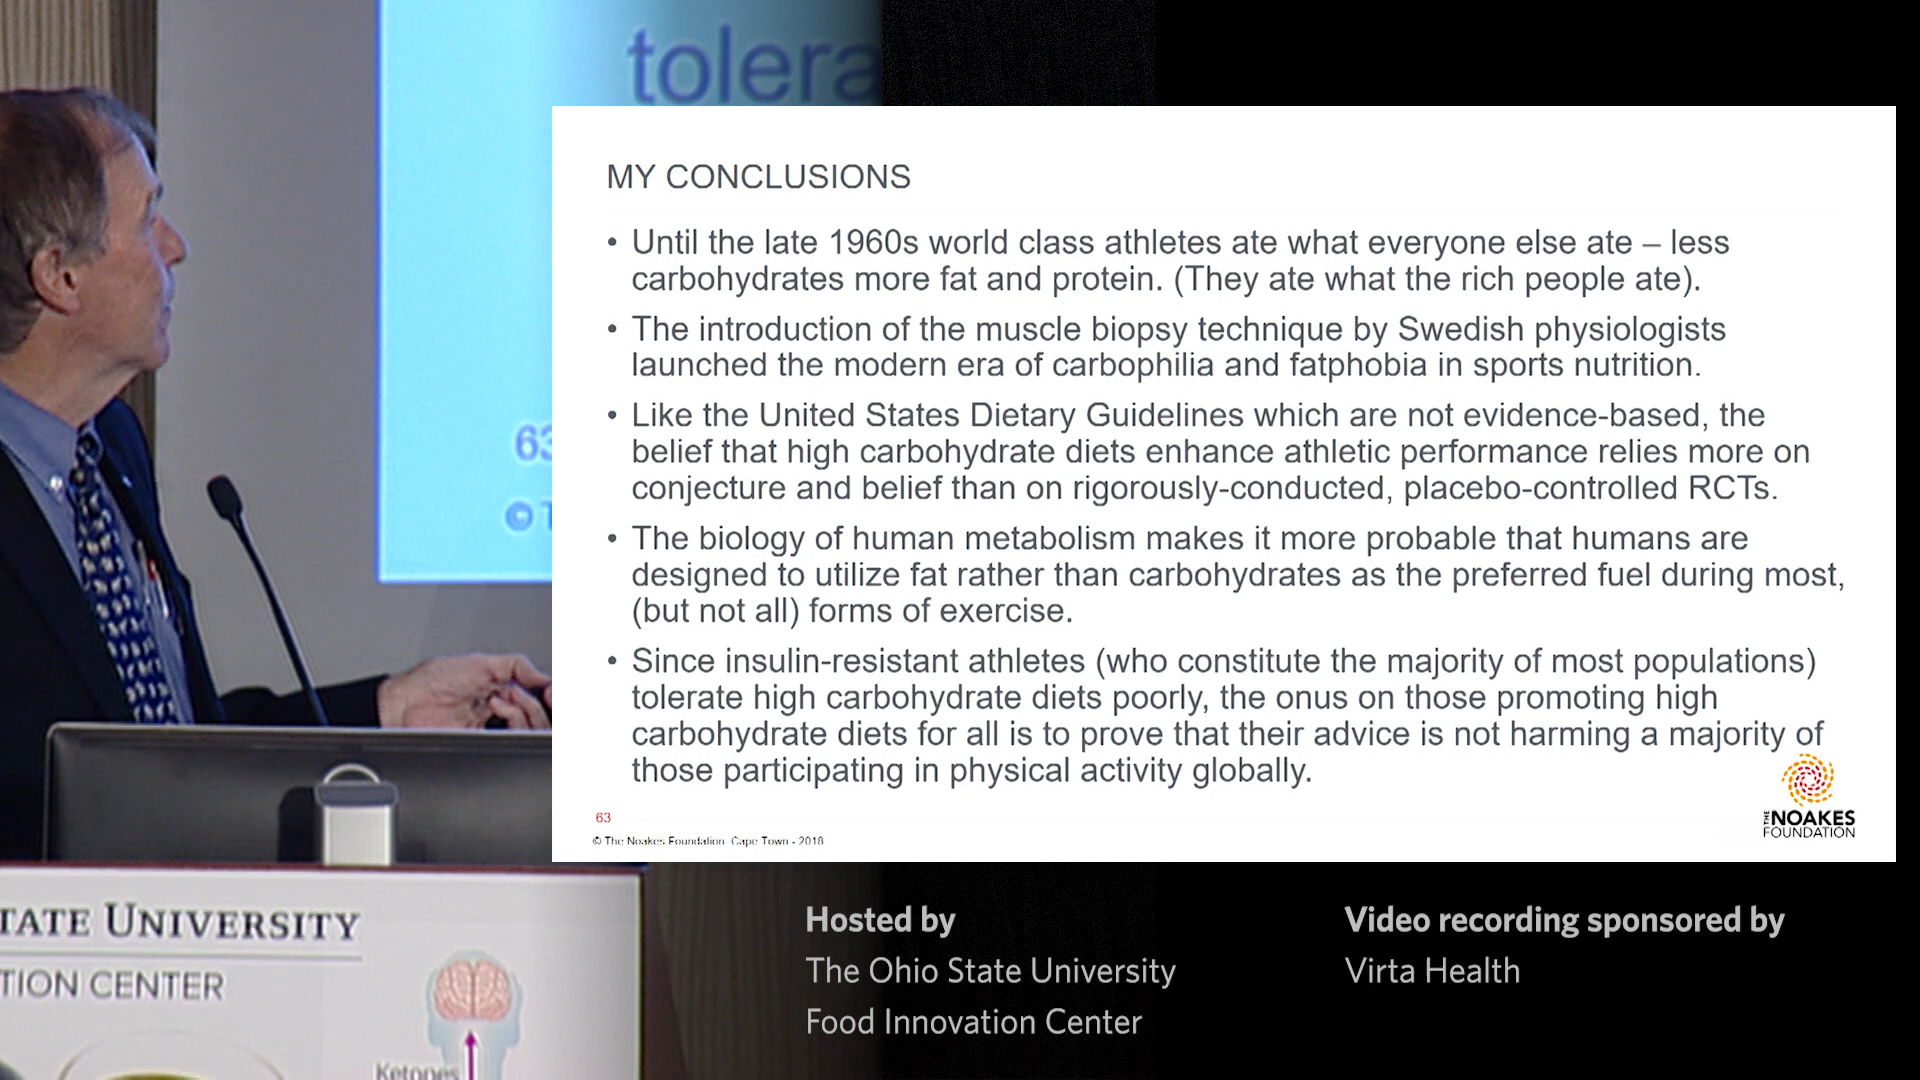 tolera
MY CONCLUSIONS
• Until the late 1960s world class athletes ate what everyone else ate – less
carbohydrates more fat and protein. (They ate what the rich people ate).
• The introduction of the muscle biopsy technique by Swedish physiologists
launched the modern era of carbophilia and fatphobia in sports nutrition.
• Like the United States Dietary Guidelines which are not evidence-based, the
belief that high carbohydrate diets enhance athletic performance relies more on
conjecture and belief than on rigorously-conducted, placebo-controlled RCTs.
• The biology of human metabolism makes it more probable that humans are
designed to utilize fat rather than carbohydrates as the preferred fuel during most,
(but not all) forms of exercise.
• Since insulin-resistant athletes (who constitute the majority of most populations)
tolerate high carbohydrate diets poorly, the onus on those promoting high
carbohydrate diets for all is to prove that their advice is not harming a majority of
those participating in physical activity globally.
63
© The Noakes Foundation Cape Town - 2018
THE NOAKES
FOUNDATION
63
© T
TATE UNIVERSITY
TION CENTER
Ketones
Hosted by
The Ohio State University
Food Innovation Center
Video recording sponsored by
Virta Health